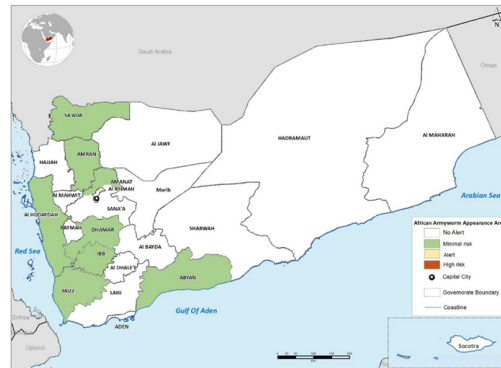 N
Saudi Arabia
Oman
SA'ADA
AL JAWF
HADRAMAUT
AL MAHARAH
AMRAN
HAJJAH
AMANAT
AL ASIMAH
Marib
Al MAHWIT
SANA'A
Arabian Sea
Al HUDAYDAH
RAYMAH
DHAMAR
SHABWAH
Al BAYDA
Red Sea
IBB
Al DHALE'E
ABYAN
TAIZZ
LAHJ
Gulf Of Aden
ADEN
Eritrea
Djibouti
African Armyworm Appearance Area
No Alert
Minimal risk
Alert
High risk
Capital City
Governorate Boundary
Coastline
Socotra